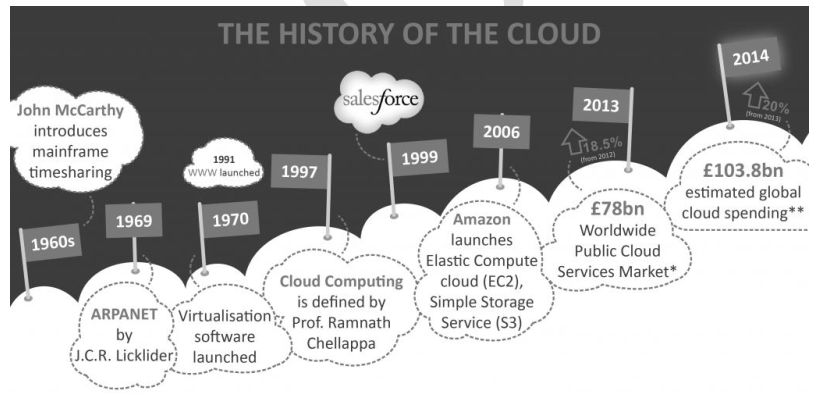 THE HISTORY OF THE CLOUD
John McCarthy
introduces
mainframe
timesharing
1960s
1969
ARPANET
by
J.C.R. Licklider
1970
Virtualisation
software
launched
1991
WWW launched
1997
Cloud Computing
is defined by
Prof. Ramnath
Chellappa
salesforce
1999
2006
Amazon
launches
Elastic Compute
cloud (EC2),
Simple Storage
Service (S3)
2013
18.5%
(from 2012)
£78bn
Worldwide
Public Cloud
Services Market*
2014
20%
(from 2013)
£103.8bn
estimated global
cloud spending**